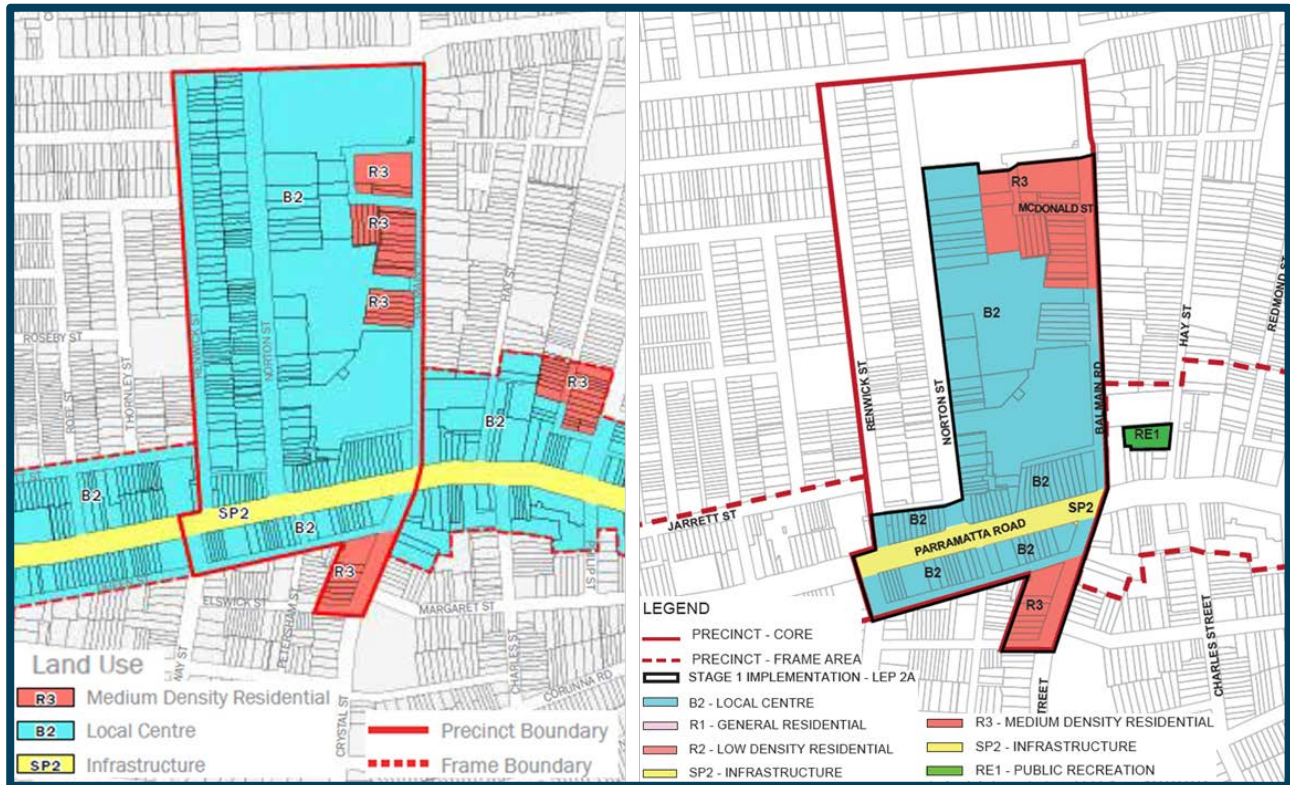 R3
B2
R3
R3
RENWICK ST
NORTON ST
HAY ST
ROSEBY ST
THORNLEY ST
R3
B2
B2
SP2
B2
R3
ELSWICK ST
MARGARET ST
PETERSHAM ST
CHARLES ST
CORUNNA RD
CRYSTAL ST
Land Use
R3 Medium Density Residential
B2 Local Centre
SP2 Infrastructure
Precinct Boundary
Frame Boundary
R3
MCDONALD ST
B2
RENWICK ST
NORTON ST
BALMAIN RD
HAY ST
REDMOND ST
RE1
JARRETT ST
B2
B2
SP2
PARRAMATTA ROAD
B2
B2
R3
CHARLES STREET
STREET
LEGEND
PRECINCT - CORE
PRECINCT - FRAME AREA
STAGE 1 IMPLEMENTATION - LEP 2A
B2 - LOCAL CENTRE
R1 - GENERAL RESIDENTIAL
R2 - LOW DENSITY RESIDENTIAL
SP2 - INFRASTRUCTURE
R3 - MEDIUM DENSITY RESIDENTIAL
SP2 - INFRASTRUCTURE
RE1 - PUBLIC RECREATION